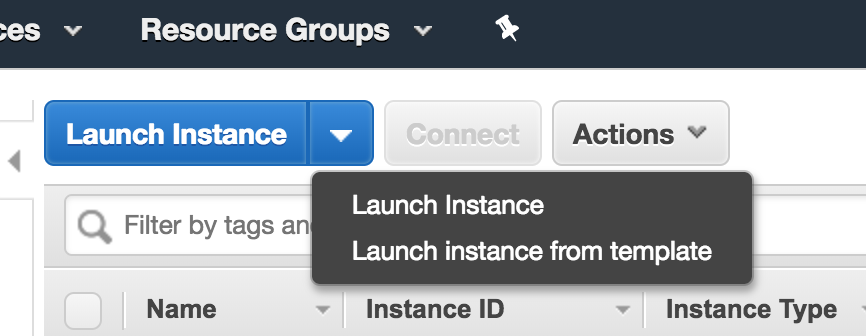 ces Resource Groups
Launch Instance Connect Actions
Launch Instance
Filter by tags an
Launch instance from template
Name Instance ID Instance Type